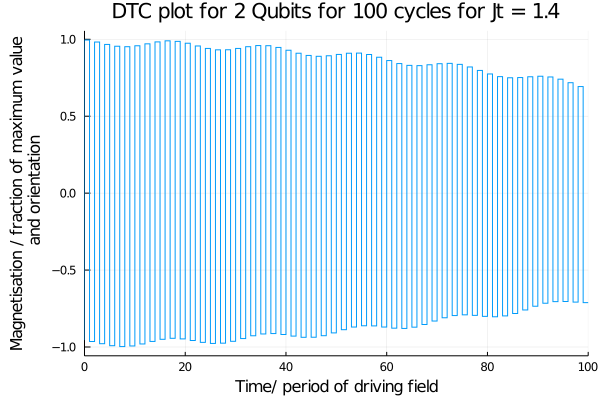 DTC plot for 2 Qubits for 100 cycles for Jt = 1.4
Magnetisation / fraction of maximum value
and orientation
1.0
0.5
0.0
−0.5
−1.0
0
20
40
60
80
100
Time/ period of driving field